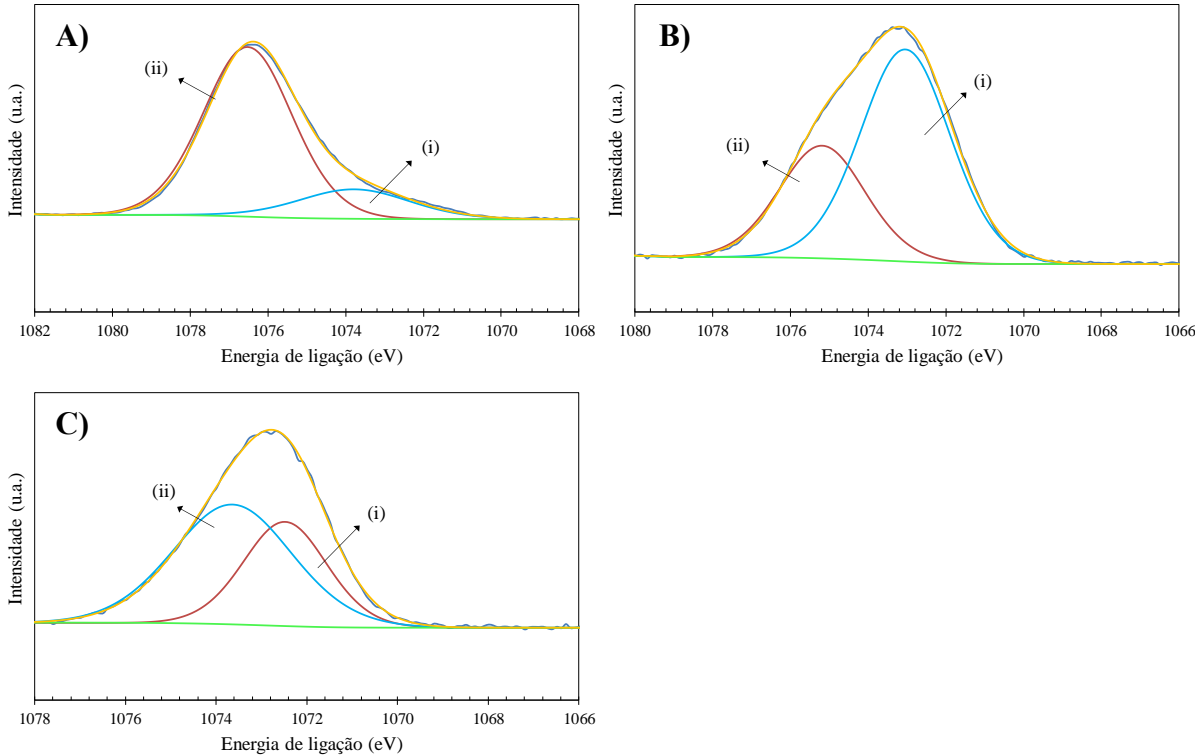 A)
(ii)
(i)
Intensidade (u.a.)
1082 1080 1078 1076 1074 1072 1070 1068
Energia de ligação (eV)
B)
(i)
(ii)
Intensidade (u.a.)
1080 1078 1076 1074 1072 1070 1068 1066
Energia de ligação (eV)
C)
(ii)
(i)
Intensidade (u.a.)
1078 1076 1074 1072 1070 1068 1066
Energia de ligação (eV)